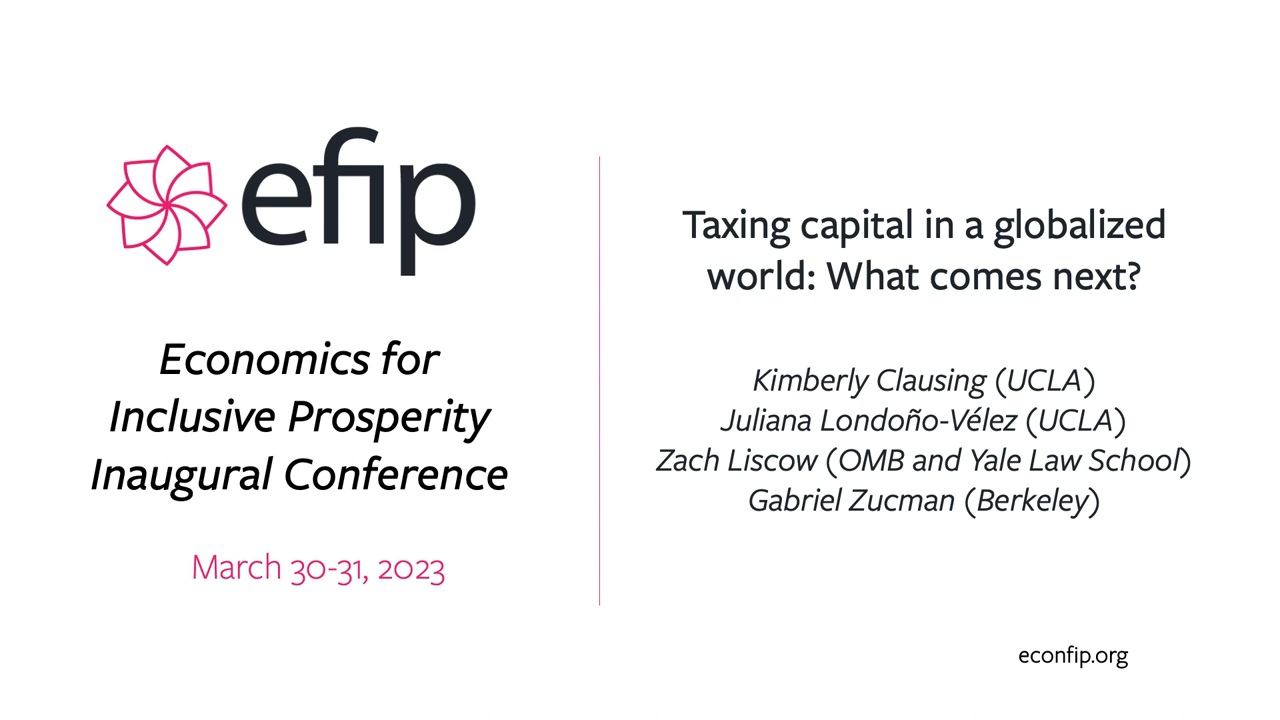 efip
Economics for
Inclusive Prosperity
Inaugural Conference
March 30-31, 2023
Taxing capital in a globalized
world: What comes next?
Kimberly Clausing (UCLA)
Juliana Londoño-Vélez (UCLA)
Zach Liscow (OMB and Yale Law School)
Gabriel Zucman (Berkeley)
econfip.org